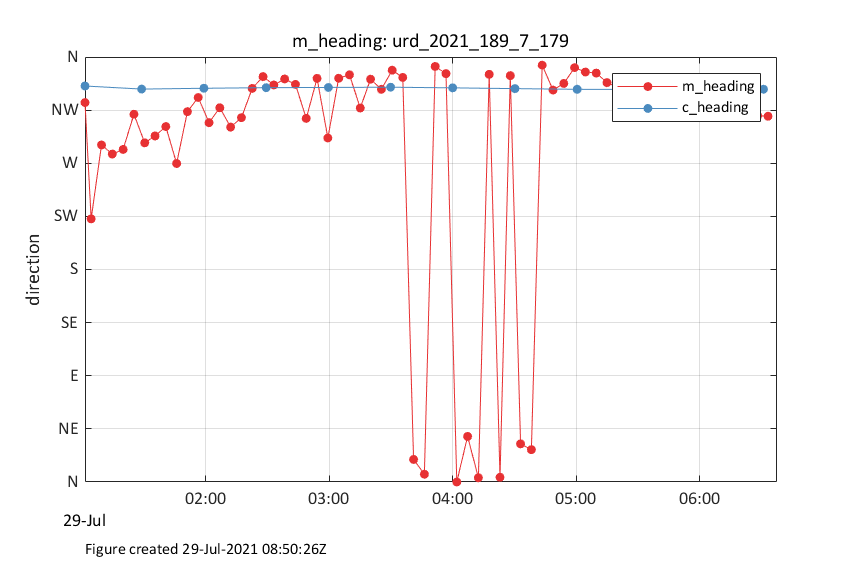 m_heading: urd_2021_189_7_179
N
NW
W
SW
S
SE
E
NE
N
direction
m_heading
c_heading
02:00 03:00 04:00 05:00 06:00
29-Jul
Figure created 29-Jul-2021 08:50:26Z